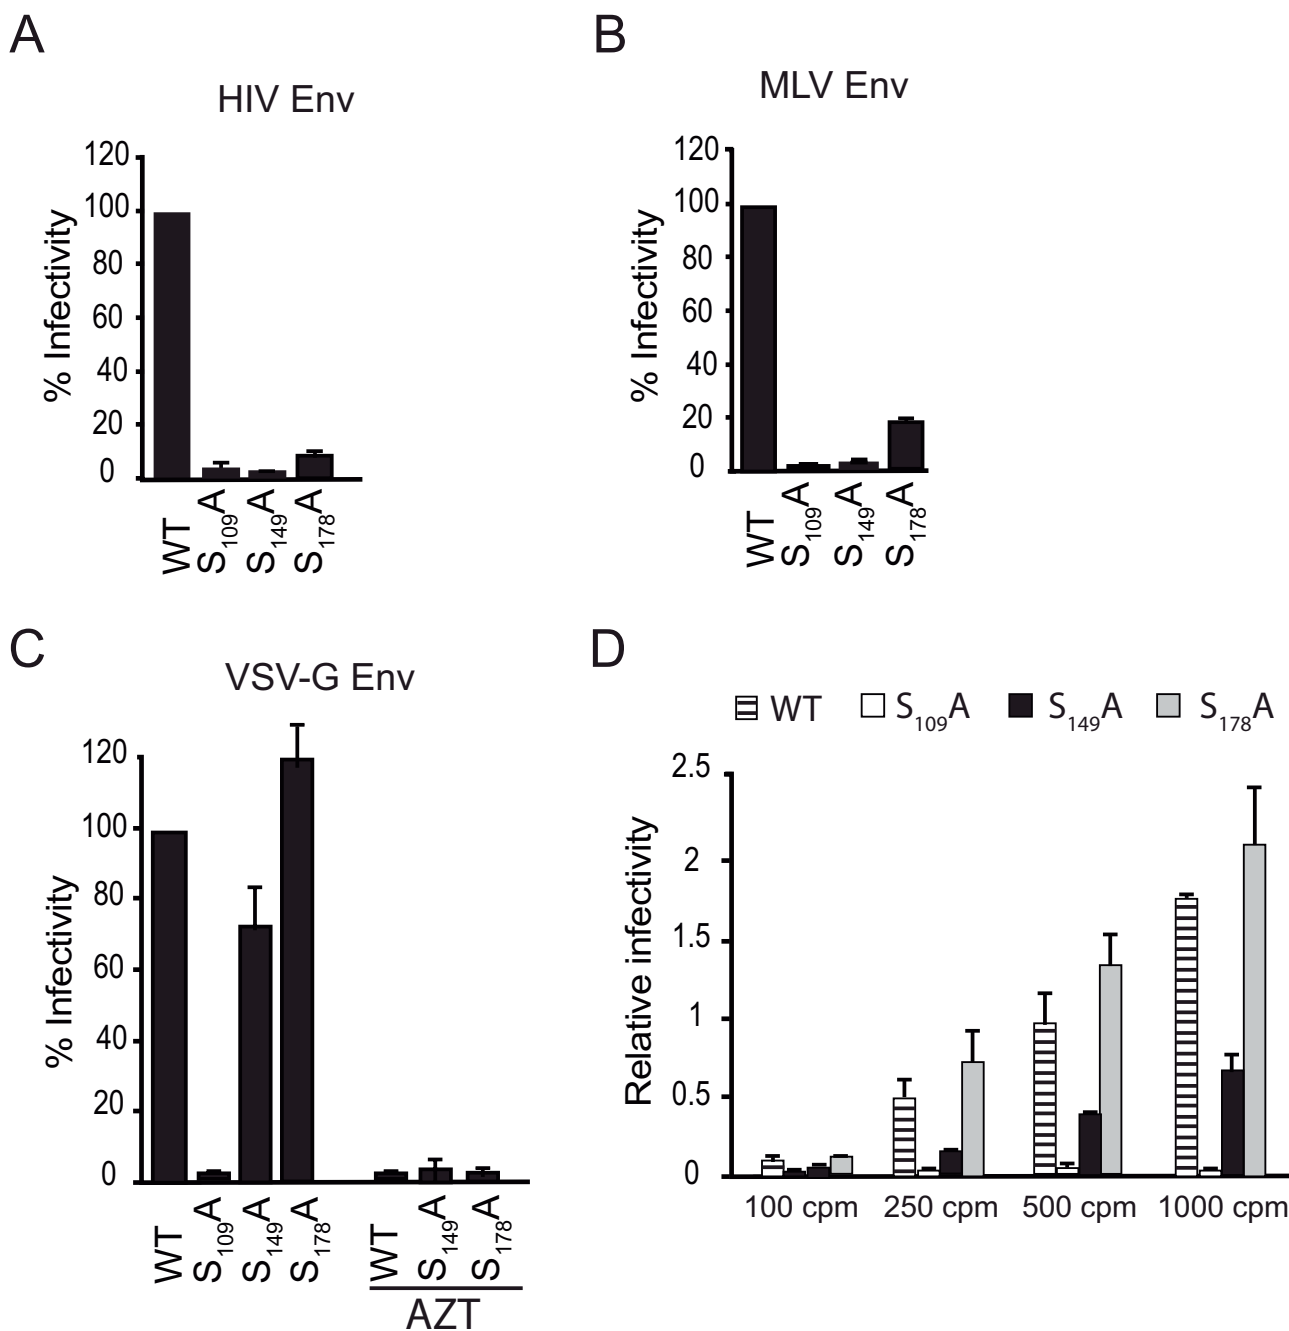 A
HIV Env
% Infectivity
120
100
80
60
40
20
0
WT
S109A
S149A
S178A
B
MLV Env
% Infectivity
120
100
80
60
40
20
0
WT
S109A
S149A
S178A
C
VSV-G Env
% Infectivity
120
100
80
60
40
20
0
WT
S109A
S149A
S178A
WT
S149A
S178A
AZT
D
WT S109A S149A S178A
Relative infectivity
2.5
2
1.5
1
0.5
0
100 cpm 250 cpm 500 cpm 1000 cpm